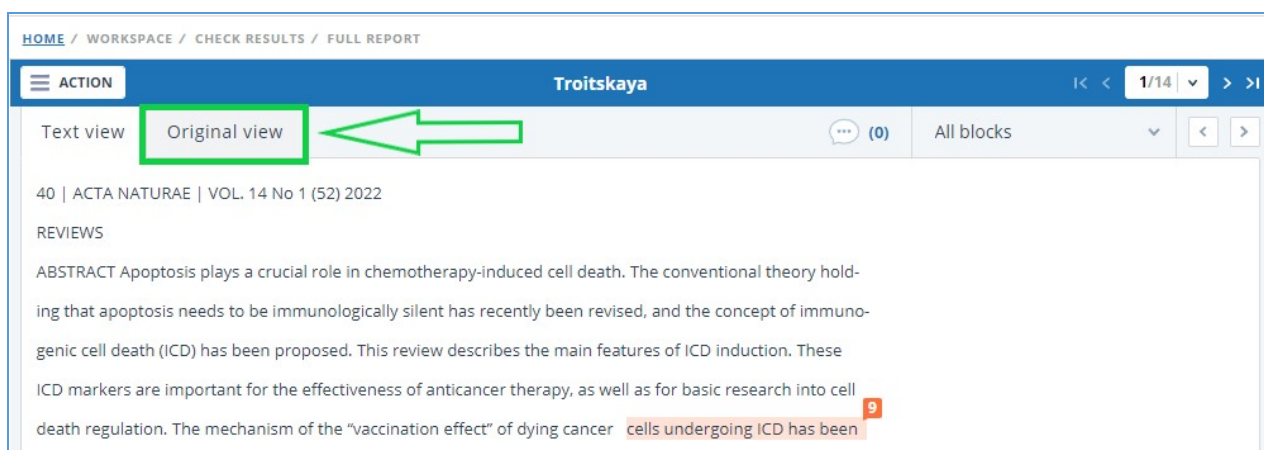 HOME / WORKSPACE / CHECK RESULTS / FULL REPORT
ACTION
Troitskaya
1/14
Text view
Original view
(0)
All blocks
40 | ACTA NATURAE | VOL. 14 No 1 (52) 2022
REVIEWS
ABSTRACT Apoptosis plays a crucial role in chemotherapy-induced cell death. The conventional theory hold-
ing that apoptosis needs to be immunologically silent has recently been revised, and the concept of immuno-
genic cell death (ICD) has been proposed. This review describes the main features of ICD induction. These
ICD markers are important for the effectiveness of anticancer therapy, as well as for basic research into cell
9
death regulation. The mechanism of the “vaccination effect” of dying cancer cells undergoing ICD has been